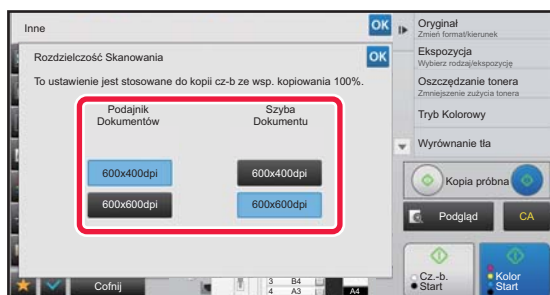 Inne
OK
Rozdzielczość Skanowania
OK
To ustawienie jest stosowane do kopii cz-b ze wsp. kopiowania 100%.
Podajnik
Dokumentów
Szyba
Dokumentu
600x400dpi
600x400dpi
600x600dpi
600x600dpi
Cofnij
3 B4
4 A3
A4
Oryginał
Zmień format/kierunek
Ekspozycja
Wybierz rodzaj/ekspozycję
Oszczędzanie tonera
Zmniejszenie zużycia tonera
Tryb Kolorowy
Wyrównanie tła
Kopia próbna
Podgląd
CA
Cz.-b.
Start
Kolor
Start